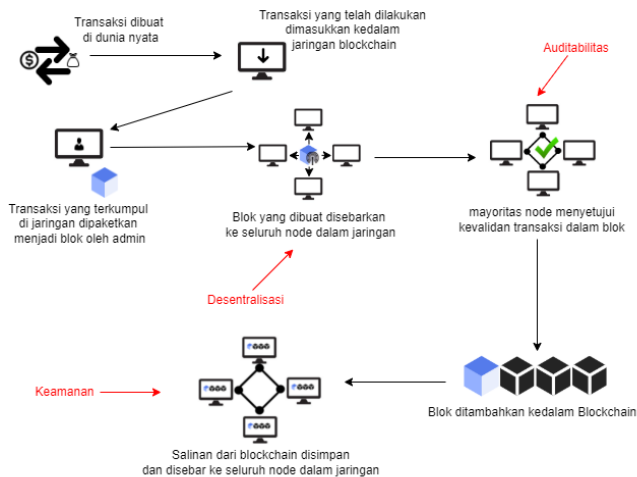 Transaksi dibuat
di dunia nyata
Transaksi yang telah dilakukan
dimasukkan kedalam
jaringan blockchain
Auditabilitas
Transaksi yang terkumpul
di jaringan dipaketkan
menjadi blok oleh admin
Blok yang dibuat disebarkan
ke seluruh node dalam jaringan
mayoritas node menyetujui
kevalidan transaksi dalam blok
Desentralisasi
Keamanan
Blok ditambahkan kedalam Blockchain
Salinan dari blockchain disimpan
dan disebar ke seluruh node dalam jaringan